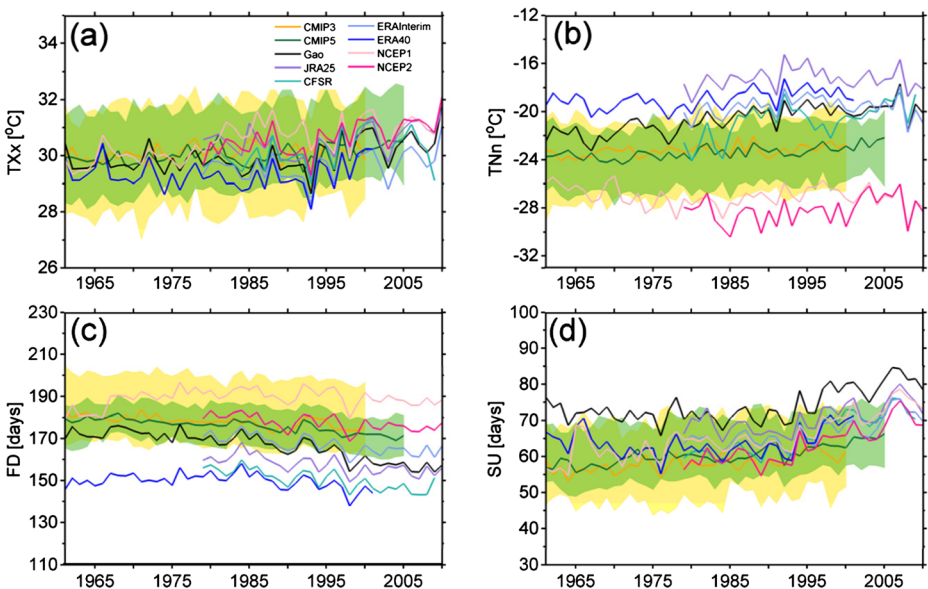 (a)
TXx [ºC]
34
32
30
28
26
1965
1975
1985
1995
2005
CMIP3
CMIP5
Gao
JRA25
CFSR
ERAInterim
ERA40
NCEP1
NCEP2
(b)
TNn [ºC]
-12
-16
-20
-24
-28
-32
1965
1975
1985
1995
2005
(c)
FD [days]
230
210
190
170
150
130
110
1965
1975
1985
1995
2005
(d)
SU [days]
100
90
80
70
60
50
40
30
1965
1975
1985
1995
2005